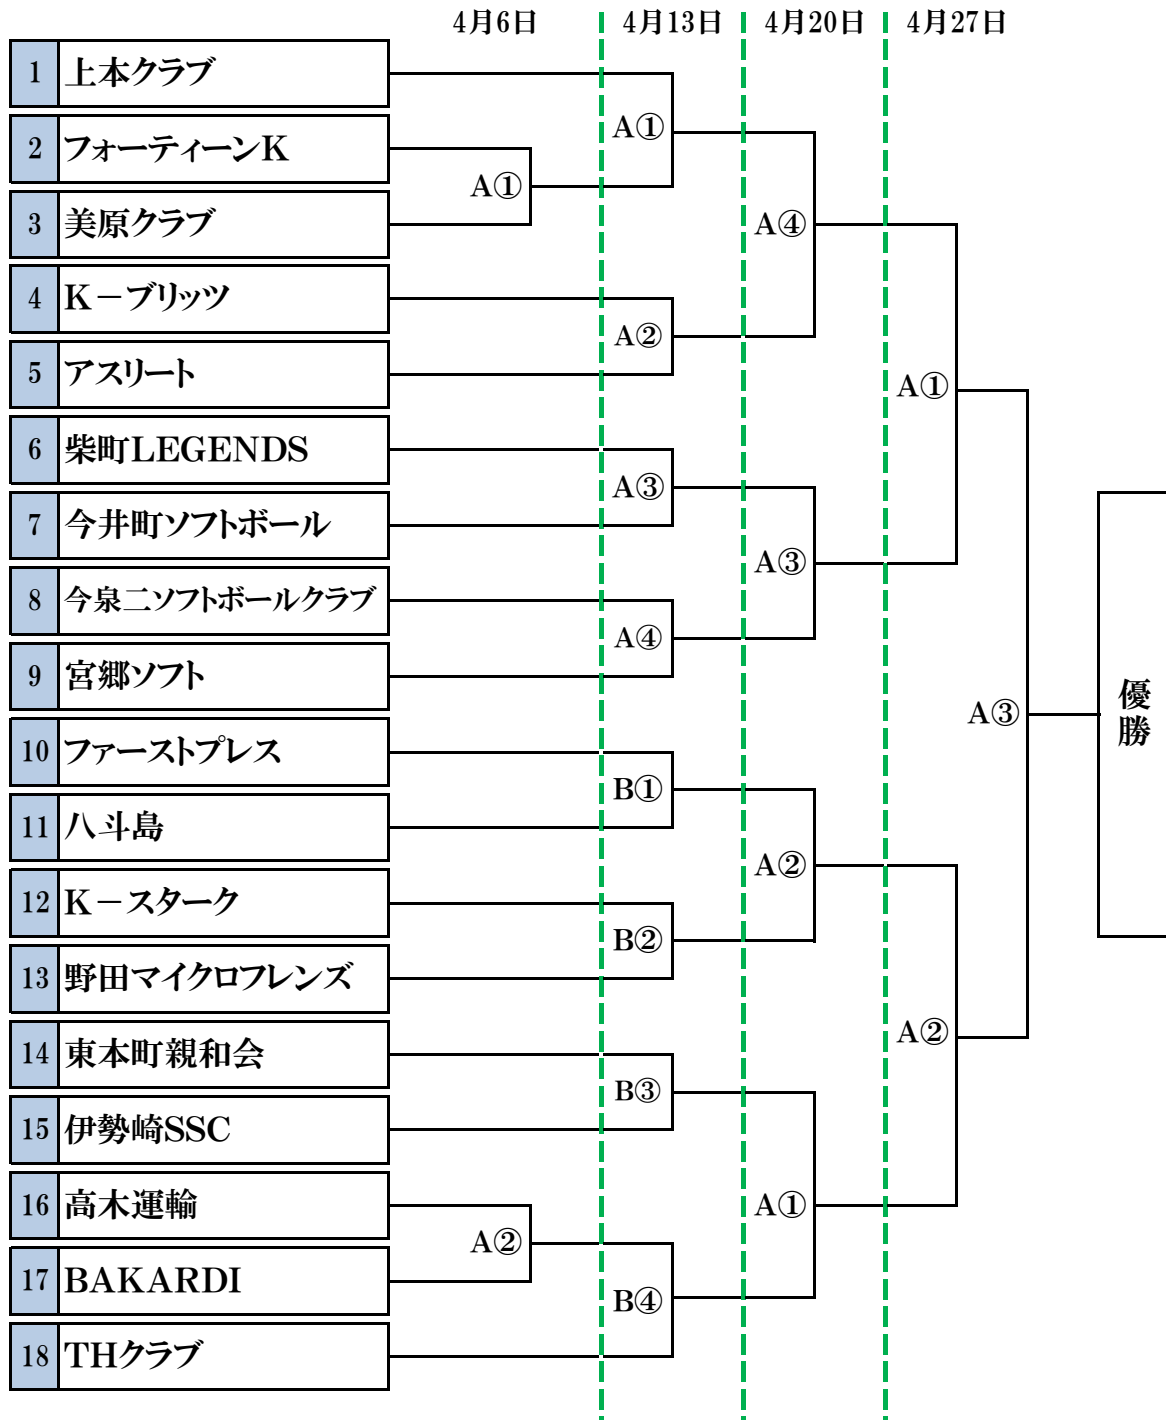 4月6日 4月13日 4月20日 4月27日
1 上本クラブ
2 フォーティーンK
3 美原クラブ
4 K－ブリッツ
5 アスリート
6 柴町LEGENDS
7 今井町ソフトボール
8 今泉二ソフトボールクラブ
9 宮郷ソフト
10 ファーストプレス
11 八斗島
12 K－スターク
13 野田マイクロフレンズ
14 東本町親和会
15 伊勢崎SSC
16 高木運輸
17 BAKARDI
18 THクラブ
A①
A②
A①
A②
A③
A④
B①
B②
B③
B④
A④
A③
A②
A①
A①
A②
A③
優勝